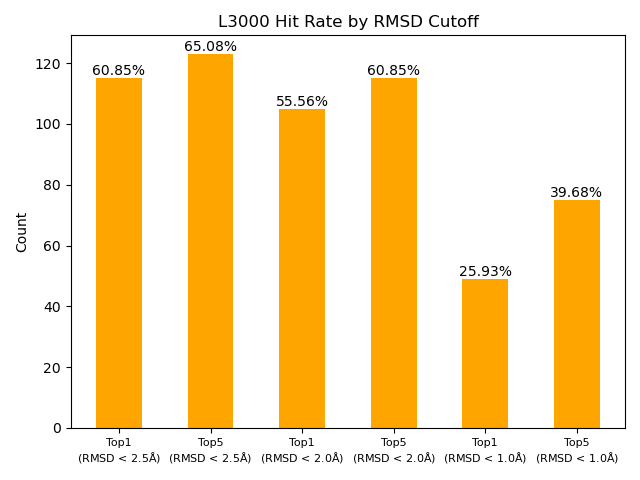 L3000 Hit Rate by RMSD Cutoff
Count
120
100
80
60
40
20
0
60.85%
65.08%
55.56%
60.85%
25.93%
39.68%
Top1
(RMSD < 2.5Å)
Top5
(RMSD < 2.5Å)
Top1
(RMSD < 2.0Å)
Top5
(RMSD < 2.0Å)
Top1
(RMSD < 1.0Å)
Top5
(RMSD < 1.0Å)